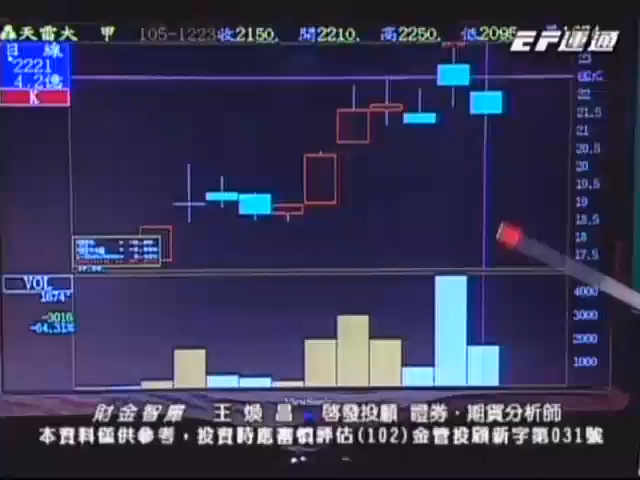 天雷大 甲 105-1223收2150. 開2210. 高2250. 低2095
EF運通
日 線
2221
4.2億
K
23
22
21.5
21
20.5
20
19.5
19
18.5
18
17.5
VOL
1674
-3016
-64.31%
4000
3000
2000
1000
ViewSonic
財金智庫 王煥昌 啓發投顧 證券·期貨分析師
本資料僅供參考，投資時應審慎評估(102)金管投顧新字第031號